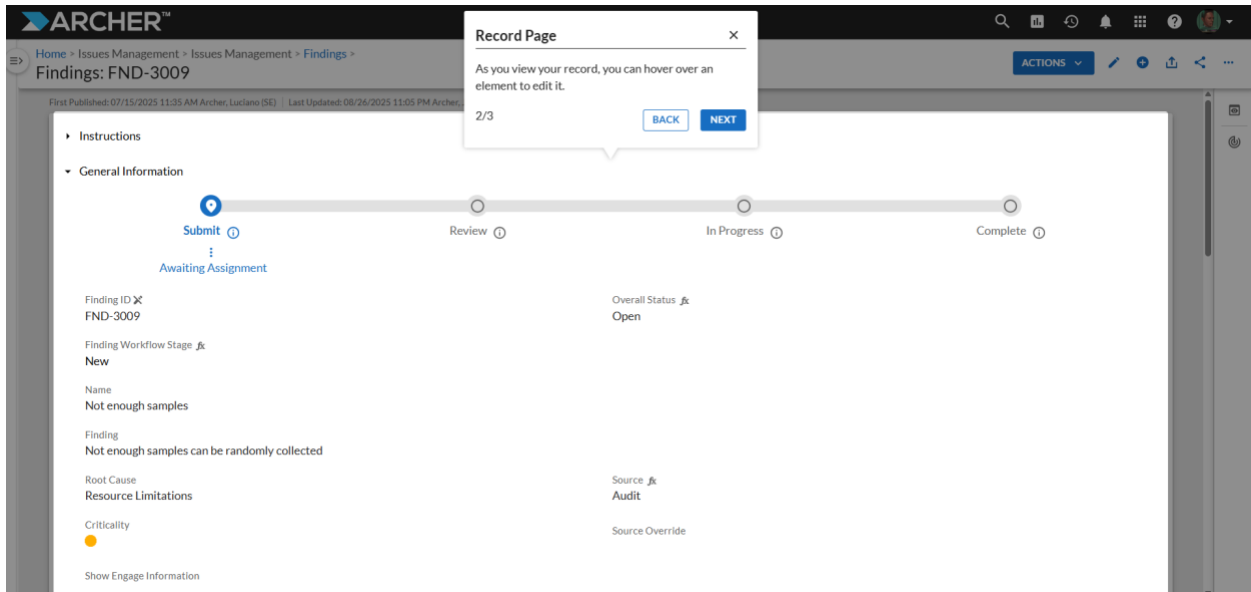 ARCHER™
Home > Issues Management > Issues Management > Findings >
Findings: FND-3009
ACTIONS
First Published: 07/15/2025 11:35 AM Archer, Luciano (SE) | Last Updated: 08/26/2025 11:05 PM Archer,
Record Page
As you view your record, you can hover over an
element to edit it.
2/3
BACK
NEXT
Instructions
General Information
Submit
Review
In Progress
Complete
Awaiting Assignment
Finding ID
FND-3009
Overall Status fx
Open
Finding Workflow Stage fx
New
Name
Not enough samples
Finding
Not enough samples can be randomly collected
Root Cause
Resource Limitations
Source fx
Audit
Criticality
Source Override
Show Engage Information